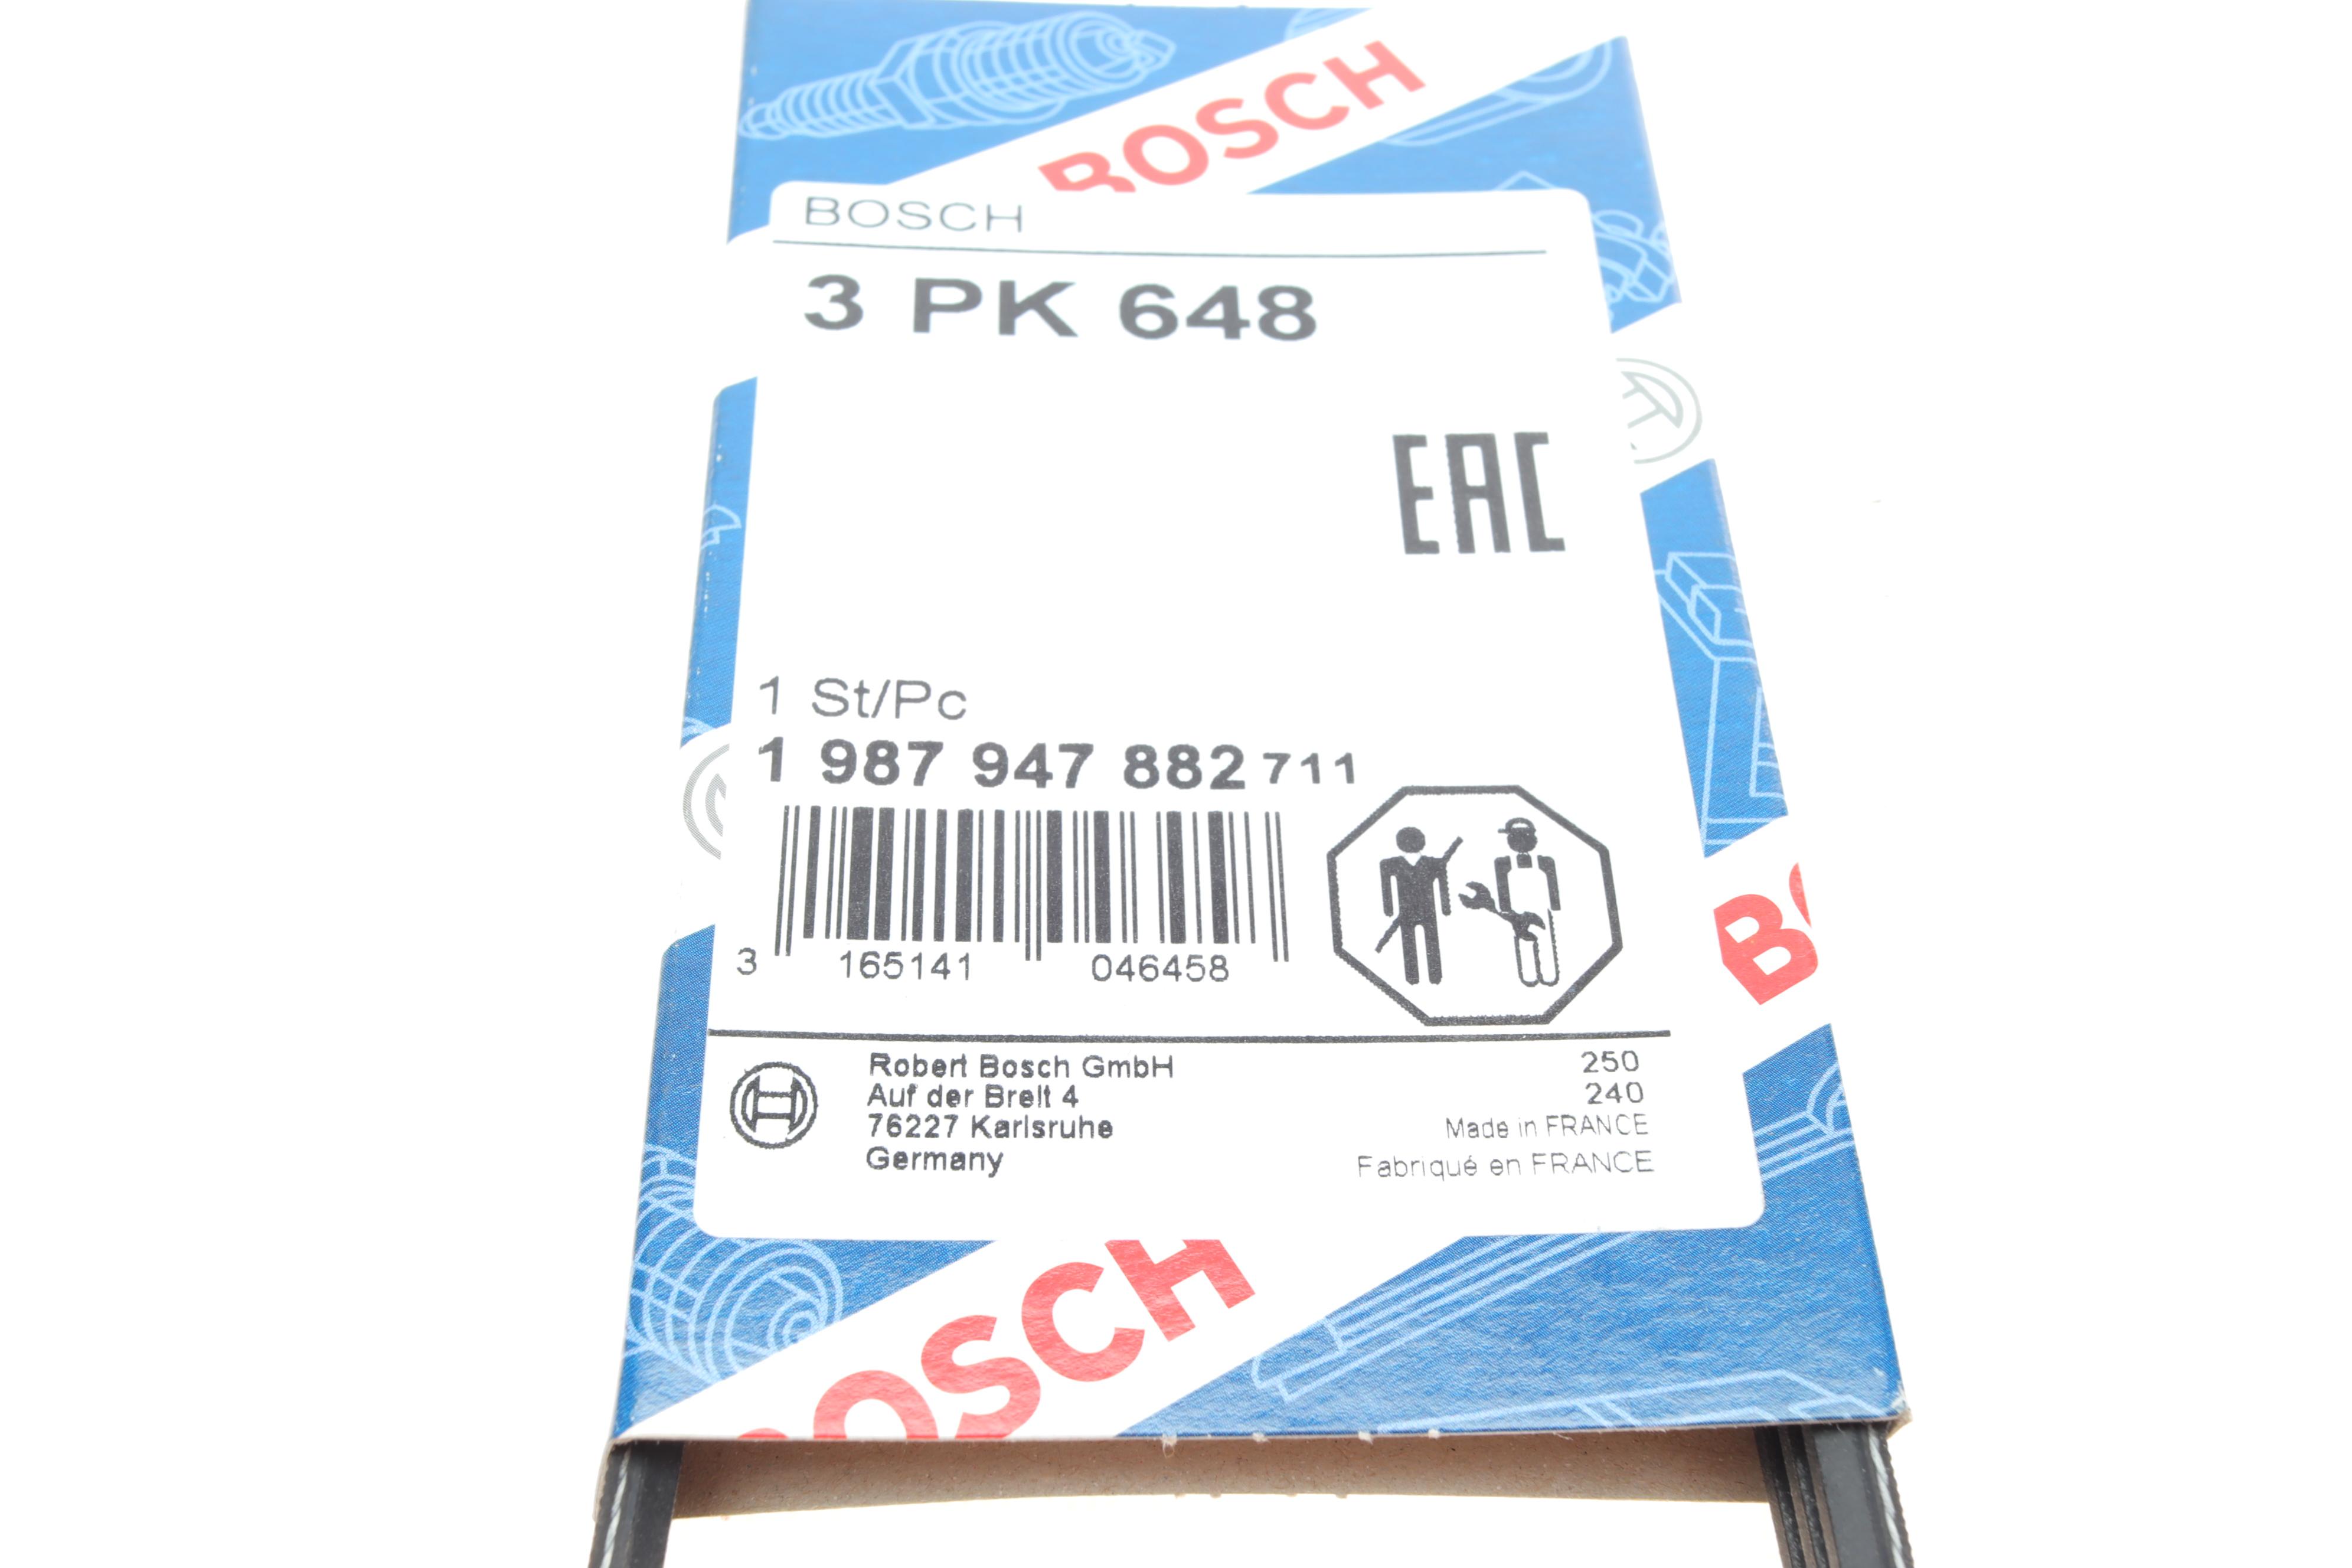 BOSCH
BOSCH
3 PK 648
EAC
1 St/Pc
1 987 947 882 711
3 165141 046458
Robert Bosch GmbH
Auf der Breit 4
76227 Karlsruhe
Germany
250
240
Made in FRANCE
Fabriqué en FRANCE
BOSCH